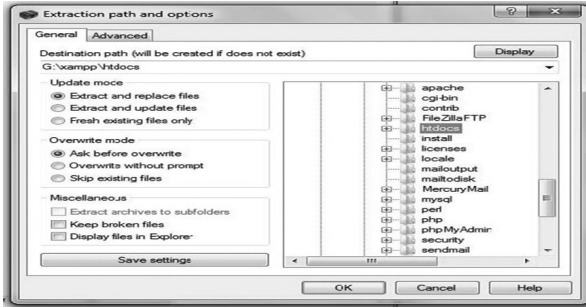 Extraction path and options
General Advanced
Destination path (will be created if does not exist)
Display
G:\xampp\htdocs
Update mode
Extract and replace files
Extract and update files
Fresh existing files only
Overwrite mode
Ask before overwrite
Overwrite without prompt
Skip existing files
Miscellaneous
Extract archives to subfolders
Keep broken files
Display files in Explorer
Save settings
apache
cgi-bin
contrib
FileZillaFTP
htdocs
install
licenses
locale
mailoutput
mailtodisk
MercuryMail
mysql
perl
php
phpMyAdmin
security
sendmail
OK Cancel Help